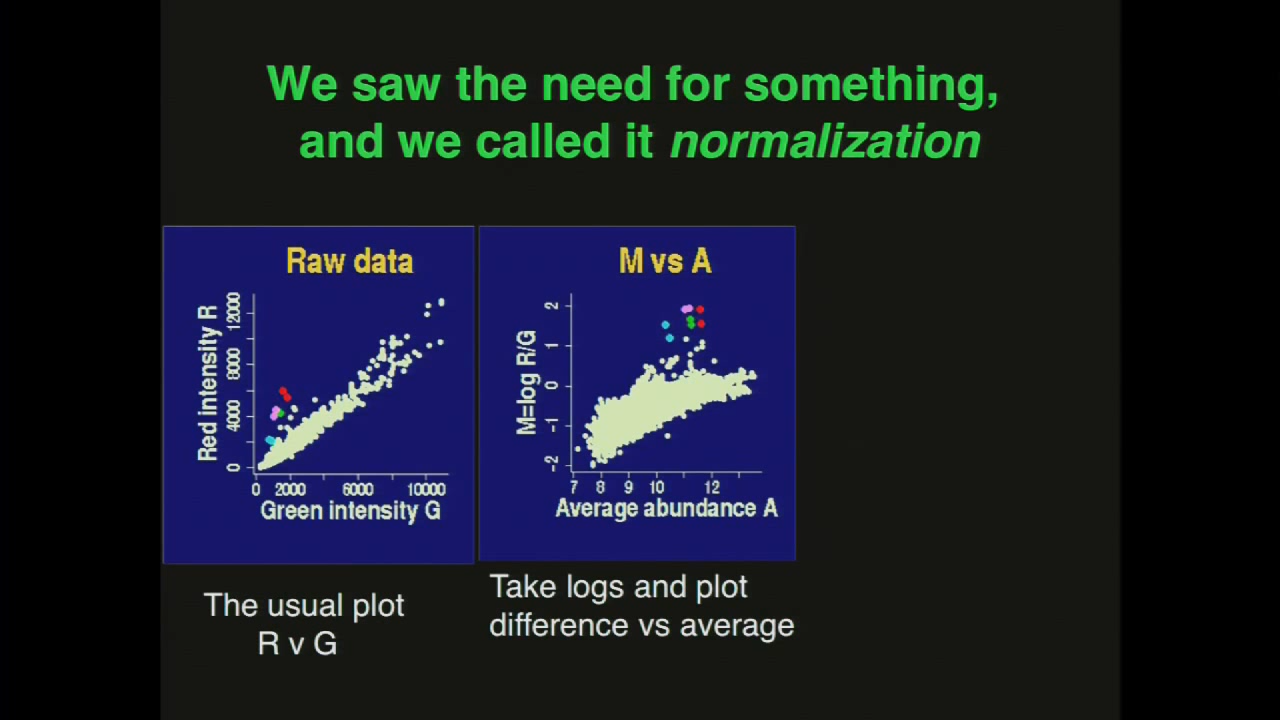 We saw the need for something,
and we called it normalization
Raw data
Red intensity R
12000
8000
4000
0
0 2000 6000 10000
Green intensity G
M vs A
M=log R/G
2
1
0
-1
-2
7 8 9 10 12
Average abundance A
The usual plot
R v G
Take logs and plot
difference vs average